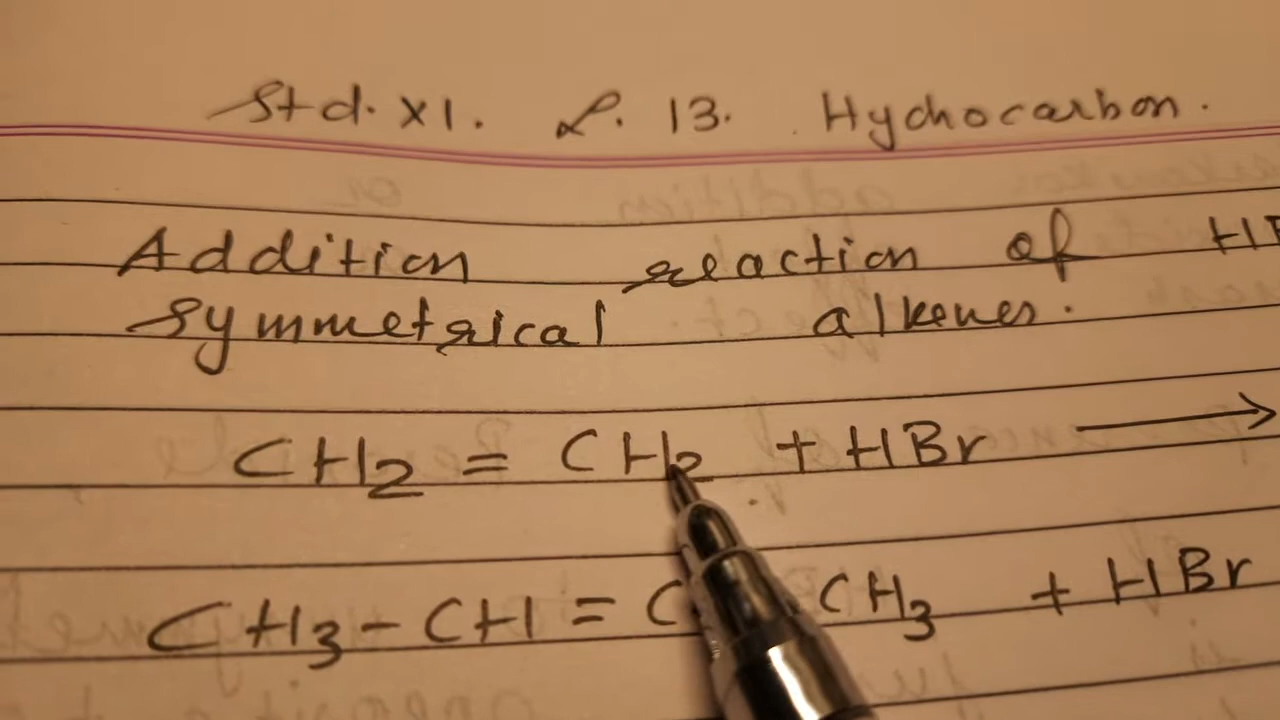 Std. XI. L. 13. Hydrocarbon.
Addition reaction of
symmetrical alkenes.
CH2 = CH2 + HBr →
CH3 - CH = C CH3 + HBr